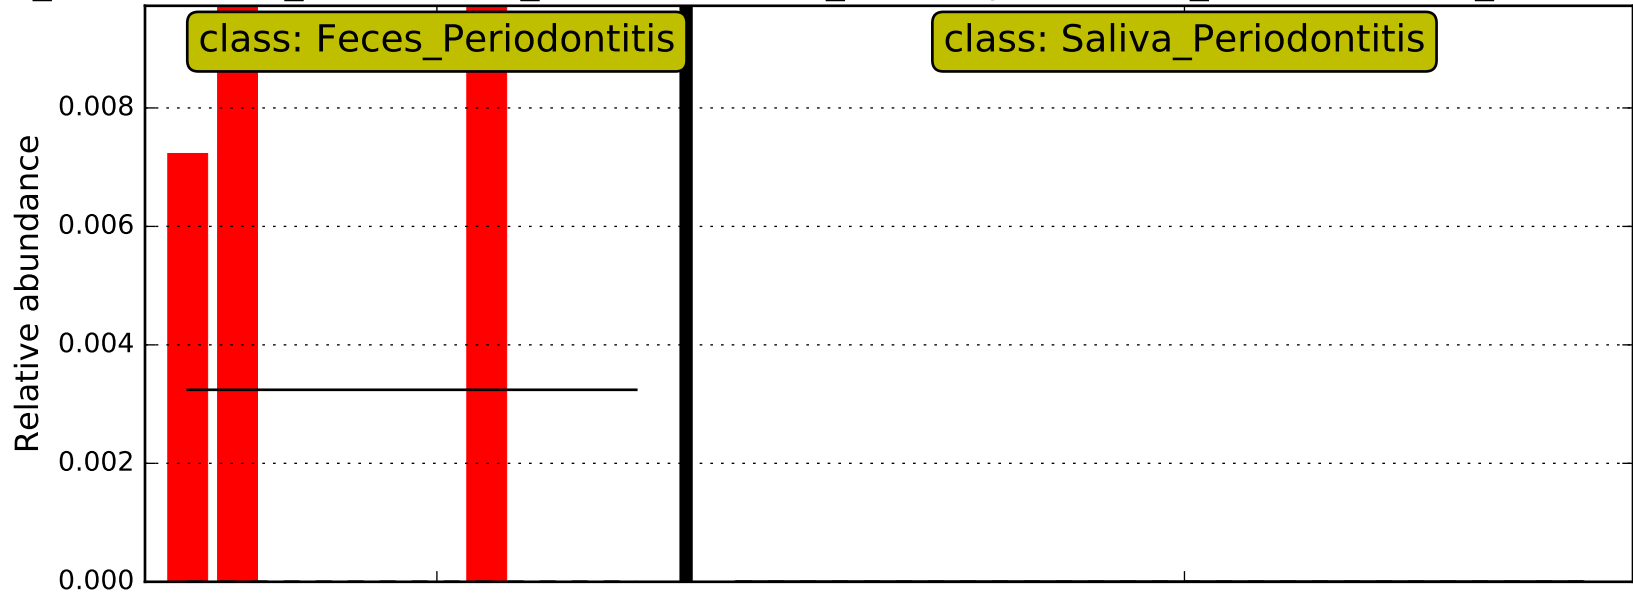 class: Feces_Periodontitis
class: Saliva_Periodontitis
Relative abundance
0.008
0.006
0.004
0.002
0.000